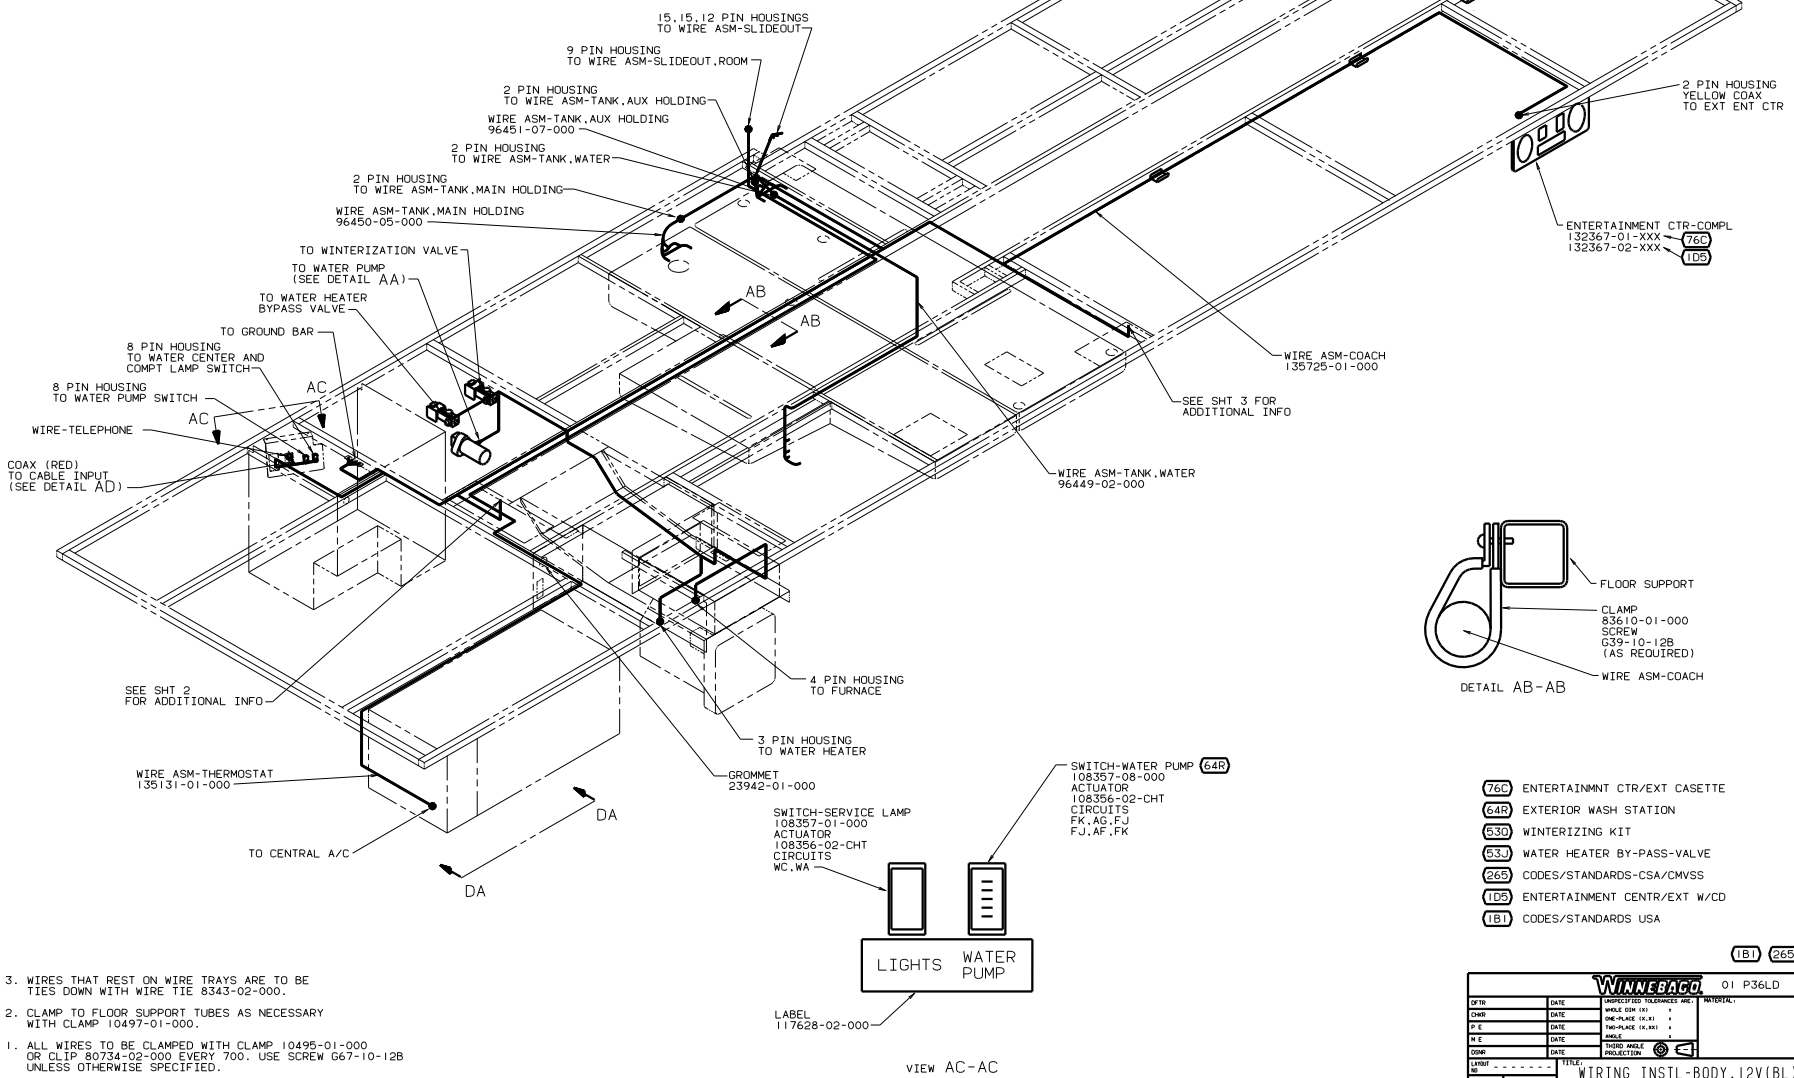 15,15,12 PIN HOUSINGS
TO WIRE ASM-SLIDEOUT
9 PIN HOUSING
TO WIRE ASM-SLIDEOUT,ROOM
2 PIN HOUSING
TO WIRE ASM-TANK,AUX HOLDING
WIRE ASM-TANK,AUX HOLDING
96451-07-000
2 PIN HOUSING
TO WIRE ASM-TANK,WATER
2 PIN HOUSING
TO WIRE ASM-TANK,MAIN HOLDING
WIRE ASM-TANK,MAIN HOLDING
96450-05-000
TO WINTERIZATION VALVE
TO WATER PUMP
(SEE DETAIL AA)
TO WATER HEATER
BYPASS VALVE
TO GROUND BAR
8 PIN HOUSING
TO WATER CENTER AND
COMPT LAMP SWITCH
8 PIN HOUSING
TO WATER PUMP SWITCH
WIRE-TELEPHONE
COAX (RED)
TO CABLE INPUT
(SEE DETAIL AD)
AC
AC
AB
AB
2 PIN HOUSING
YELLOW COAX
TO EXT ENT CTR
ENTERTAINMENT CTR-COMPL
132367-01-XXX 76C
132367-02-XXX 1D5
WIRE ASM-COACH
135725-01-000
SEE SHT 3 FOR
ADDITIONAL INFO
WIRE ASM-TANK,WATER
96449-02-000
FLOOR SUPPORT
CLAMP
83610-01-000
SCREW
G39-10-12B
(AS REQUIRED)
WIRE ASM-COACH
DETAIL AB-AB
SEE SHT 2
FOR ADDITIONAL INFO
4 PIN HOUSING
TO FURNACE
3 PIN HOUSING
TO WATER HEATER
GROMMET
23942-01-000
WIRE ASM-THERMOSTAT
135131-01-000
TO CENTRAL A/C
DA
DA
SWITCH-SERVICE LAMP
108357-01-000
ACTUATOR
108356-02-CHT
CIRCUITS
WC,WA
SWITCH-WATER PUMP 64R
108357-08-000
ACTUATOR
108356-02-CHT
CIRCUITS
FK,AG,FJ
FJ,AF,FK
LIGHTS
WATER
PUMP
LABEL
117628-02-000
VIEW AC-AC
76C ENTERTAINMNT CTR/EXT CASETTE
64R EXTERIOR WASH STATION
53Q WINTERIZING KIT
53J WATER HEATER BY-PASS-VALVE
265 CODES/STANDARDS-CSA/CMVSS
1D5 ENTERTAINMENT CENTR/EXT W/CD
1B1 CODES/STANDARDS USA
1B1 265
3. WIRES THAT REST ON WIRE TRAYS ARE TO BE
TIES DOWN WITH WIRE TIE 8343-02-000.
2. CLAMP TO FLOOR SUPPORT TUBES AS NECESSARY
WITH CLAMP 10497-01-000.
1. ALL WIRES TO BE CLAMPED WITH CLAMP 10495-01-000
OR CLIP 80734-02-000 EVERY 700. USE SCREW G67-10-12B
UNLESS OTHERWISE SPECIFIED.
WINNEBAGO 01 P36LD
DFTR DATE
CHKR DATE
P E DATE
M E DATE
DSNR DATE
UNSPECIFIED TOLERANCES ARE:
WHOLE DIM (X) ±
ONE-PLACE (X.X) ±
TWO-PLACE (X.XX) ±
ANGLE ±
THIRD ANGLE
PROJECTION
MATERIAL:
LAYOUT
NO
TITLE:
WIRING INSTL-BODY,12V(BL)